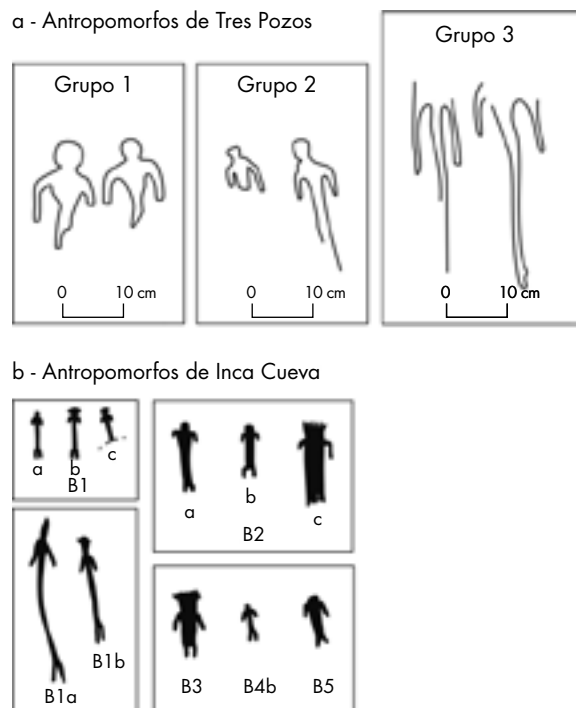 a - Antropomorfos de Tres Pozos
Grupo 1
Grupo 2
Grupo 3
0 10 cm
0 10 cm
0 10 cm
b - Antropomorfos de Inca Cueva
a b c
B1
a b c
B2
B1a B1b
B3 B4b B5